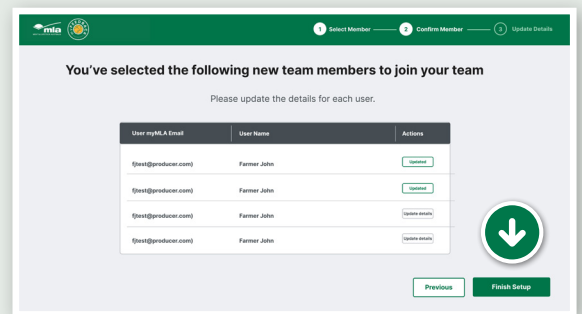 mla
1 Select Member 2 Confirm Member 3 Update Details
You've selected the following new team members to join your team
Please update the details for each user.
User myMLA Email User Name Actions
fjtest@producer.com) Farmer John Updated
fjtest@producer.com) Farmer John Updated
fjtest@producer.com) Farmer John Update details
fjtest@producer.com) Farmer John Update details
Previous Finish Setup